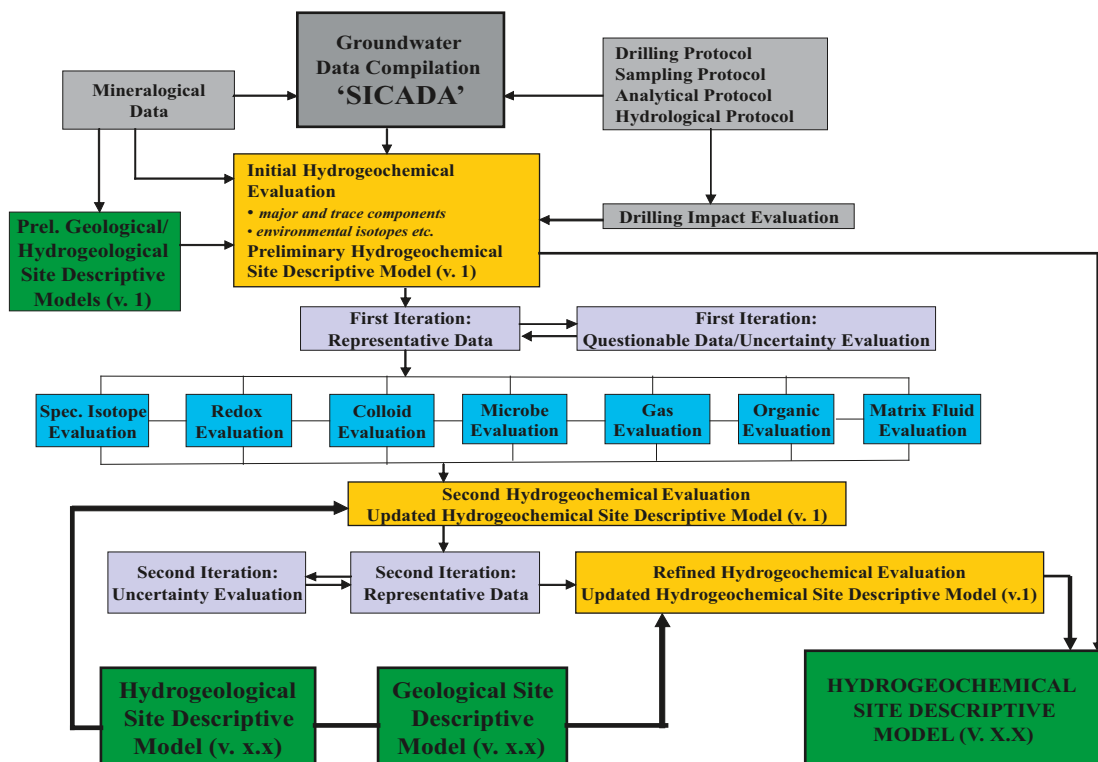 Groundwater
Data Compilation
‘SICADA’
Drilling Protocol
Sampling Protocol
Analytical Protocol
Hydrological Protocol
Mineralogical
Data
Initial Hydrogeochemical
Evaluation
• major and trace components
• environmental isotopes etc.
Preliminary Hydrogeochemical
Site Descriptive Model (v. 1)
Drilling Impact Evaluation
Prel. Geological/
Hydrogeological
Site Descriptive
Models (v. 1)
First Iteration:
Representative Data
First Iteration:
Questionable Data/Uncertainty Evaluation
Spec. Isotope
Evaluation
Redox
Evaluation
Colloid
Evaluation
Microbe
Evaluation
Gas
Evaluation
Organic
Evaluation
Matrix Fluid
Evaluation
Second Hydrogeochemical Evaluation
Updated Hydrogeochemical Site Descriptive Model (v. 1)
Second Iteration:
Uncertainty Evaluation
Second Iteration:
Representative Data
Refined Hydrogeochemical Evaluation
Updated Hydrogeochemical Site Descriptive Model (v.1)
Hydrogeological
Site Descriptive
Model (v. x.x)
Geological Site
Descriptive
Model (v. x.x)
HYDROGEOCHEMICAL
SITE DESCRIPTIVE
MODEL (V. X.X)